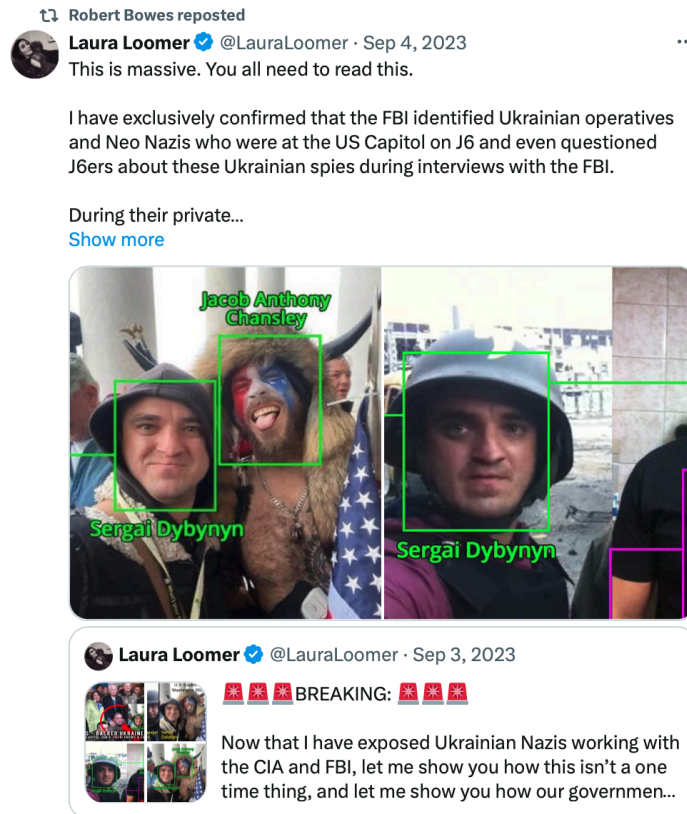 Robert Bowes reposted
Laura Loomer @LauraLoomer · Sep 4, 2023
This is massive. You all need to read this.
I have exclusively confirmed that the FBI identified Ukrainian operatives
and Neo Nazis who were at the US Capitol on J6 and even questioned
J6ers about these Ukrainian spies during interviews with the FBI.
During their private...
Show more
Jacob Anthony
Chansley
Sergai Dybynyn
Sergai Dybynyn
Laura Loomer @LauraLoomer · Sep 3, 2023
🚨🚨🚨BREAKING: 🚨🚨🚨
Now that I have exposed Ukrainian Nazis working with
the CIA and FBI, let me show you how this isn’t a one
time thing, and let me show you how our governmen...